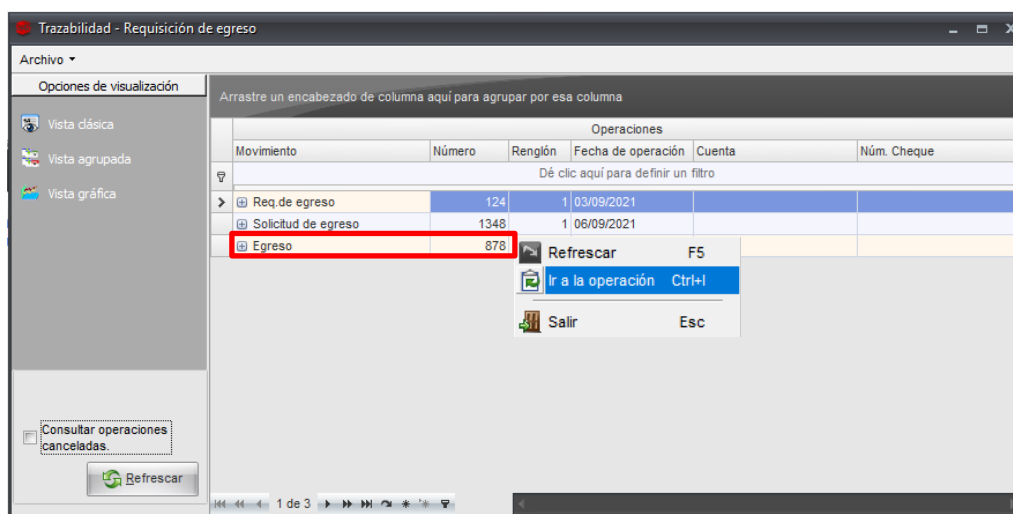 Trazabilidad - Requisición de egreso
Archivo
Opciones de visualización
Vista clásica
Vista agrupada
Vista gráfica
Arrastre un encabezado de columna aquí para agrupar por esa columna
Operaciones
Movimiento Número Renglón Fecha de operación Cuenta Núm. Cheque
Dé clic aquí para definir un filtro
Req.de egreso 124 1 03/09/2021
Solicitud de egreso 1348 1 06/09/2021
Egreso 878
Refrescar F5
Ir a la operación Ctrl+I
Salir Esc
Consultar operaciones
canceladas.
Refrescar
1 de 3